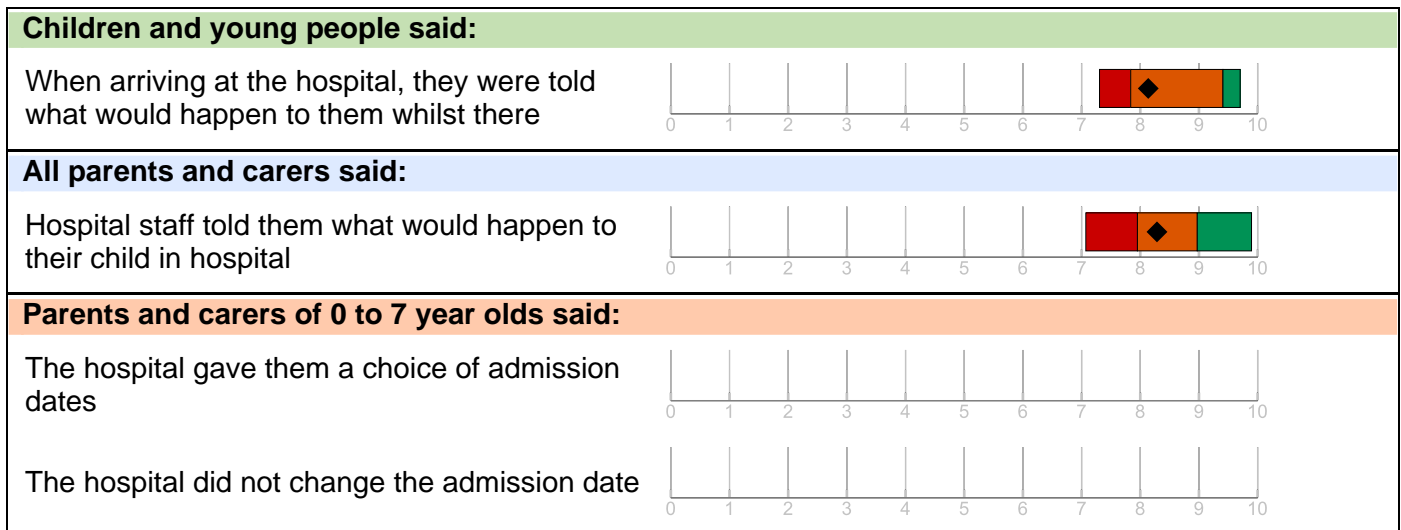 Children and young people said:
When arriving at the hospital, they were told
what would happen to them whilst there
0 1 2 3 4 5 6 7 8 9 10
All parents and carers said:
Hospital staff told them what would happen to
their child in hospital
0 1 2 3 4 5 6 7 8 9 10
Parents and carers of 0 to 7 year olds said:
The hospital gave them a choice of admission
dates
0 1 2 3 4 5 6 7 8 9 10
The hospital did not change the admission date
0 1 2 3 4 5 6 7 8 9 10